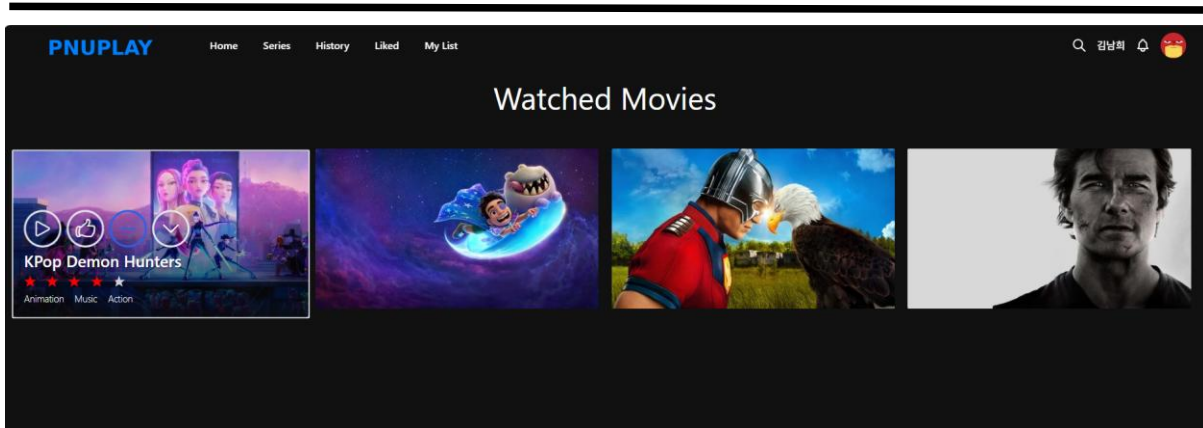 PNUPLAY Home Series History Liked My List 김남희
Watched Movies
KPop Demon Hunters
Animation Music Action